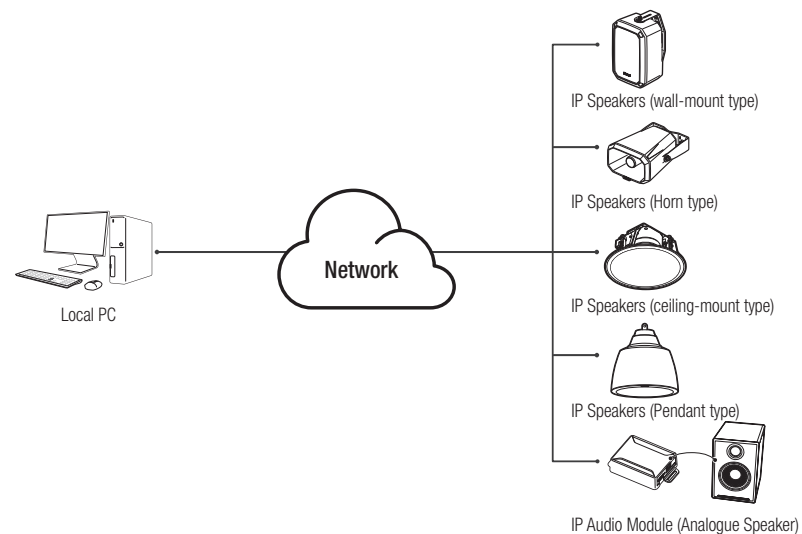 IP Speakers (wall-mount type)
IP Speakers (Horn type)
Network
Local PC
IP Speakers (ceiling-mount type)
IP Speakers (Pendant type)
IP Audio Module (Analogue Speaker)